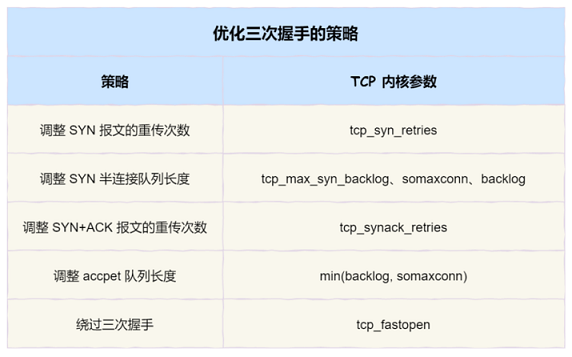 优化三次握手的策略
策略 TCP 内核参数
调整 SYN 报文的重传次数 tcp_syn_retries
调整 SYN 半连接队列长度 tcp_max_syn_backlog、somaxconn、backlog
调整 SYN+ACK 报文的重传次数 tcp_synack_retries
调整 accpet 队列长度 min(backlog, somaxconn)
绕过三次握手 tcp_fastopen